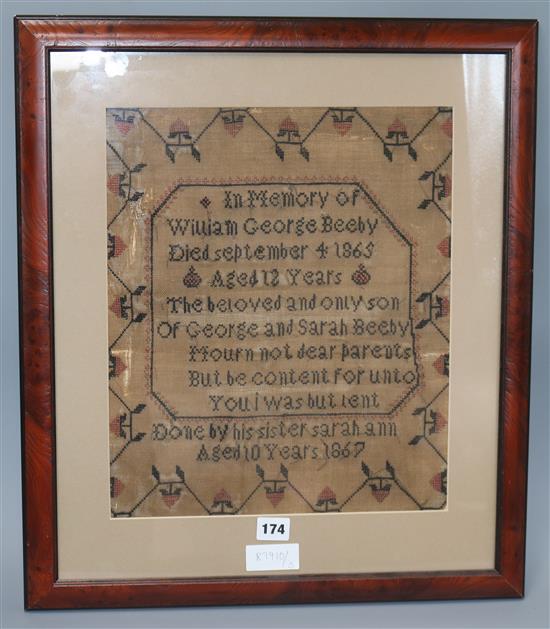 In Memory of
William George Beeby
Died september 4 1865
Aged 12 Years
The beloved and only son
Of George and Sarah Beeby
Mourn not dear parents
But be content for unto
You i was but lent
Done by his sister sarah ann
Aged 10 Years 1867
174